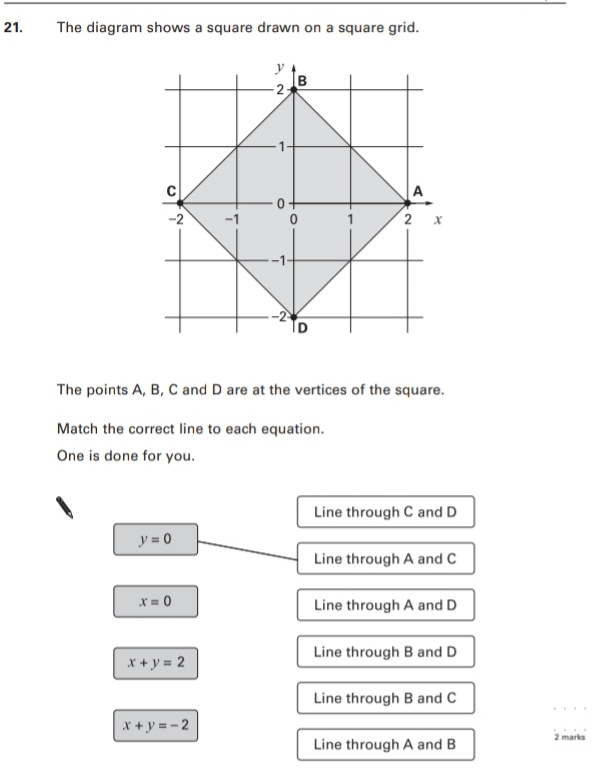 21. The diagram shows a square drawn on a square grid.
y
B
2
1
C
A
0
-2 -1 0 1 2 x
-1
-2
D
The points A, B, C and D are at the vertices of the square.
Match the correct line to each equation.
One is done for you.
Line through C and D
y = 0
Line through A and C
x = 0
Line through A and D
Line through B and D
x + y = 2
Line through B and C
x + y = – 2
Line through A and B
2 marks